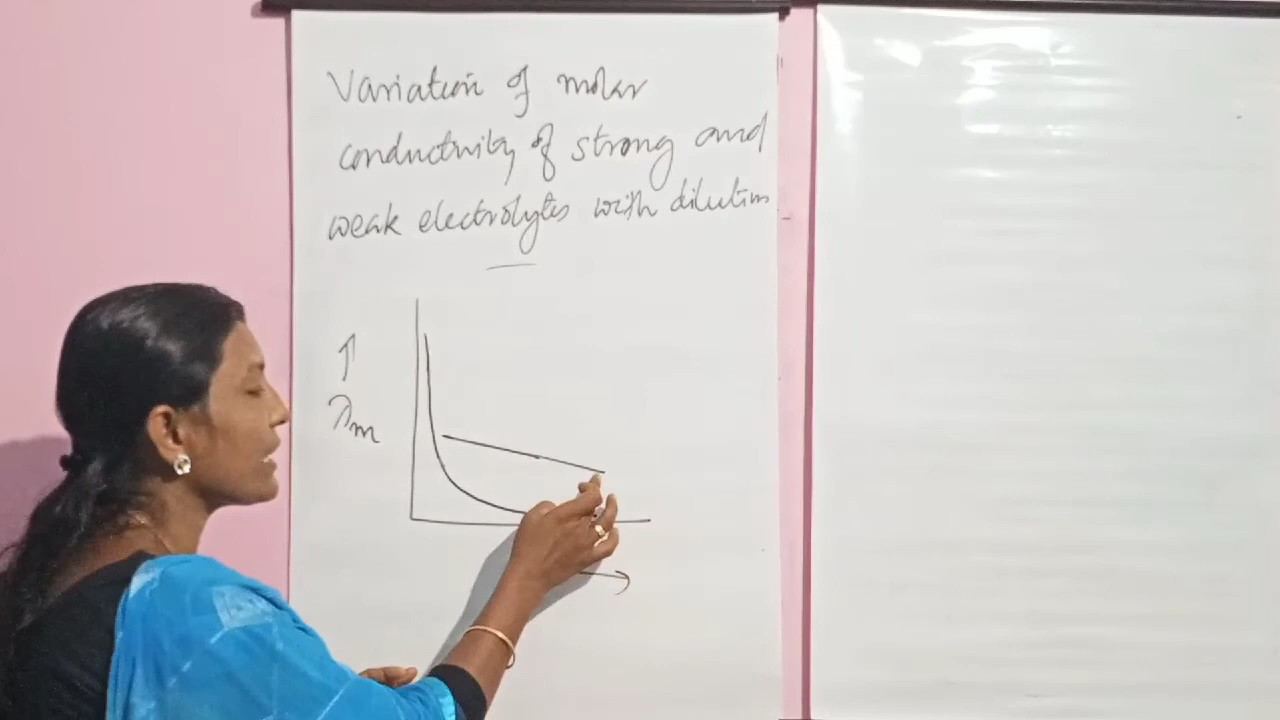 Variation of molar
conductivity of strong and
weak electrolytes with dilution
↑
λm